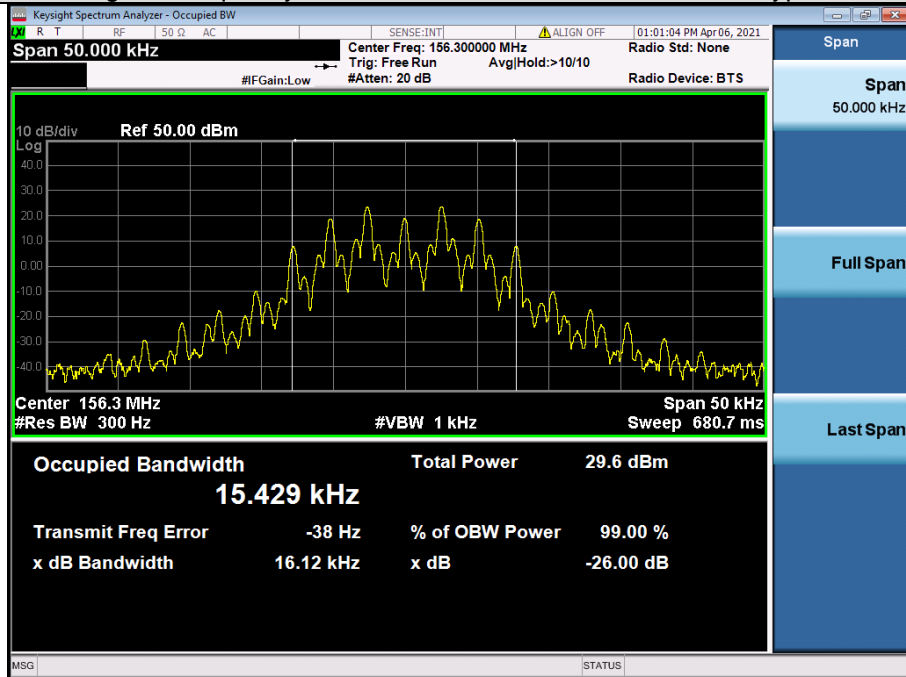 Keysight Spectrum Analyzer - Occupied BW
LXI R T RF 50 Ω AC SENSE:INT ALIGN OFF 01:01:04 PM Apr 06, 2021
Span 50.000 kHz
Center Freq: 156.300000 MHz Radio Std: None
Trig: Free Run Avg|Hold:>10/10
#IFGain:Low #Atten: 20 dB Radio Device: BTS
10 dB/div Ref 50.00 dBm
Log
40.0
30.0
20.0
10.0
0.00
-10.0
-20.0
-30.0
-40.0
Center 156.3 MHz Span 50 kHz
#Res BW 300 Hz #VBW 1 kHz Sweep 680.7 ms
Occupied Bandwidth Total Power 29.6 dBm
15.429 kHz
Transmit Freq Error -38 Hz % of OBW Power 99.00 %
x dB Bandwidth 16.12 kHz x dB -26.00 dB
MSG STATUS
Span
Span
50.000 kHz
Full Span
Last Span